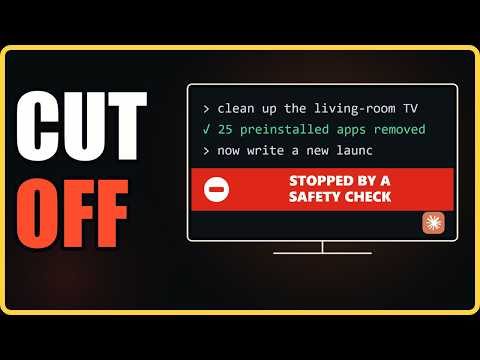 CUT
OFF
> clean up the living-room TV
√ 25 preinstalled apps removed
> now write a new launc
STOPPED BY A
SAFETY CHECK